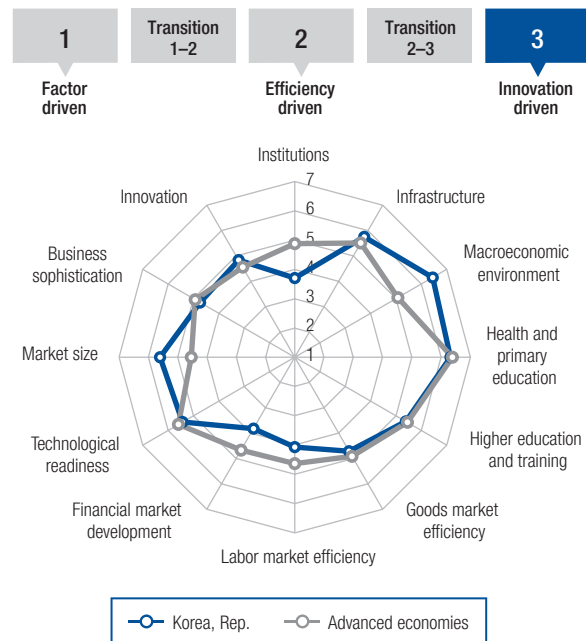 1
Transition
1–2
2
Transition
2–3
3
Factor
driven
Efficiency
driven
Innovation
driven
Institutions
7
Innovation
Infrastructure
6
Business
sophistication
5
Macroeconomic
environment
4
3
2
Market size
1
Health and
primary
education
Technological
readiness
Higher education
and training
Financial market
development
Goods market
efficiency
Labor market efficiency
Korea, Rep.
Advanced economies